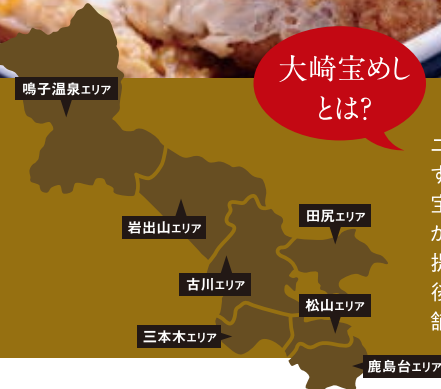 大崎宝めし
とは?
鳴子温泉エリア
岩出山エリア
田尻エリア
古川エリア
松山エリア
三本木エリア
鹿島台エリア